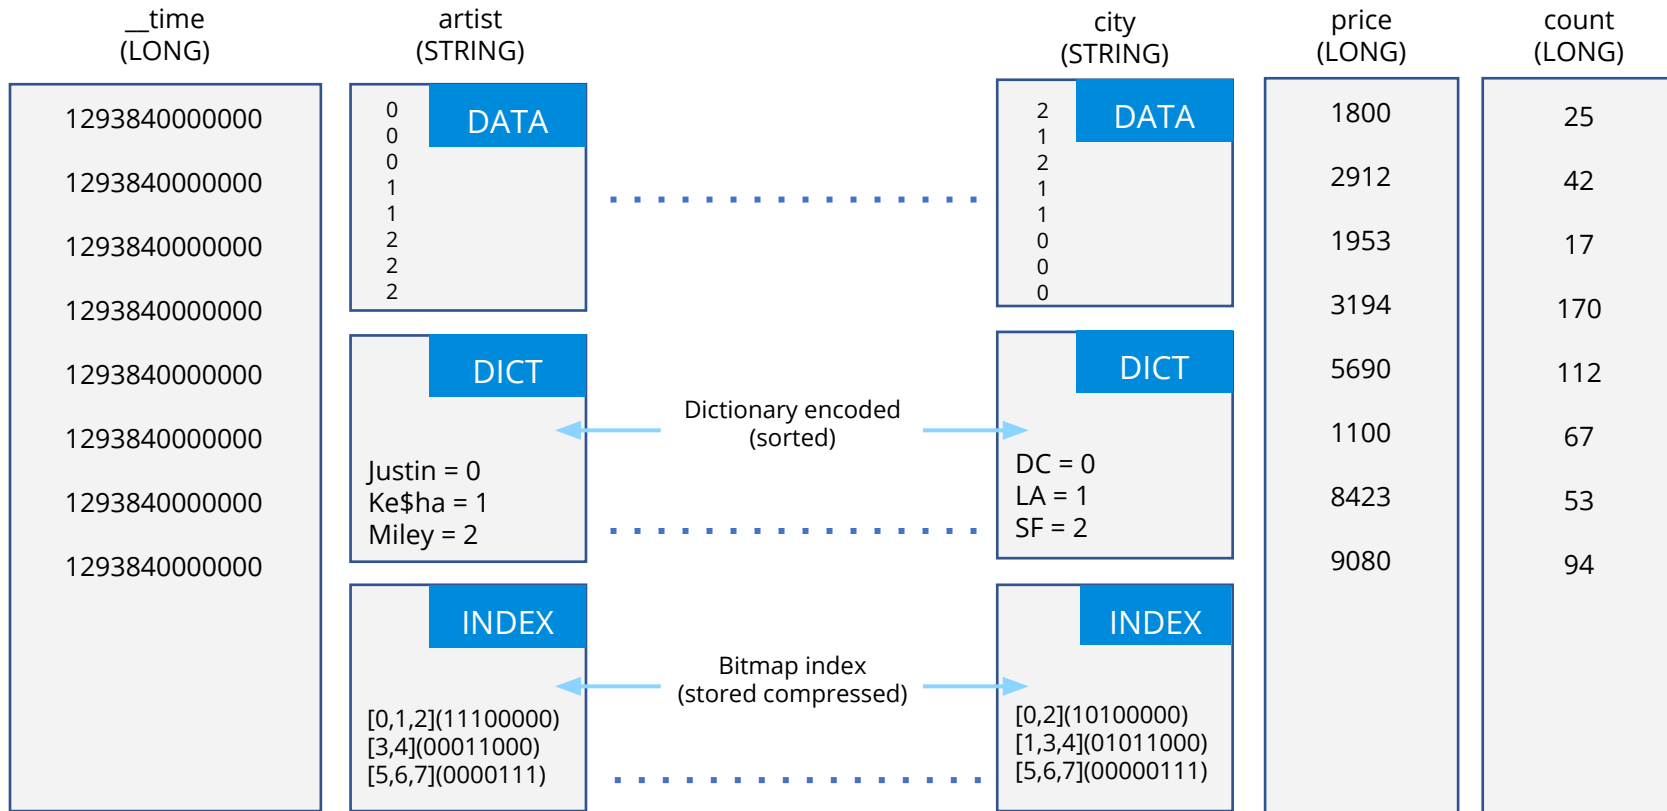 __time
(LONG)
1293840000000
1293840000000
1293840000000
1293840000000
1293840000000
1293840000000
1293840000000
1293840000000
artist
(STRING)
DATA
0
0
0
1
1
2
2
2
DICT
Justin = 0
Ke$ha = 1
Miley = 2
INDEX
[0,1,2](11100000)
[3,4](00011000)
[5,6,7](0000111)
Dictionary encoded
(sorted)
Bitmap index
(stored compressed)
city
(STRING)
DATA
2
1
2
1
1
0
0
0
DICT
DC = 0
LA = 1
SF = 2
INDEX
[0,2](10100000)
[1,3,4](01011000)
[5,6,7](00000111)
price
(LONG)
1800
2912
1953
3194
5690
1100
8423
9080
count
(LONG)
25
42
17
170
112
67
53
94